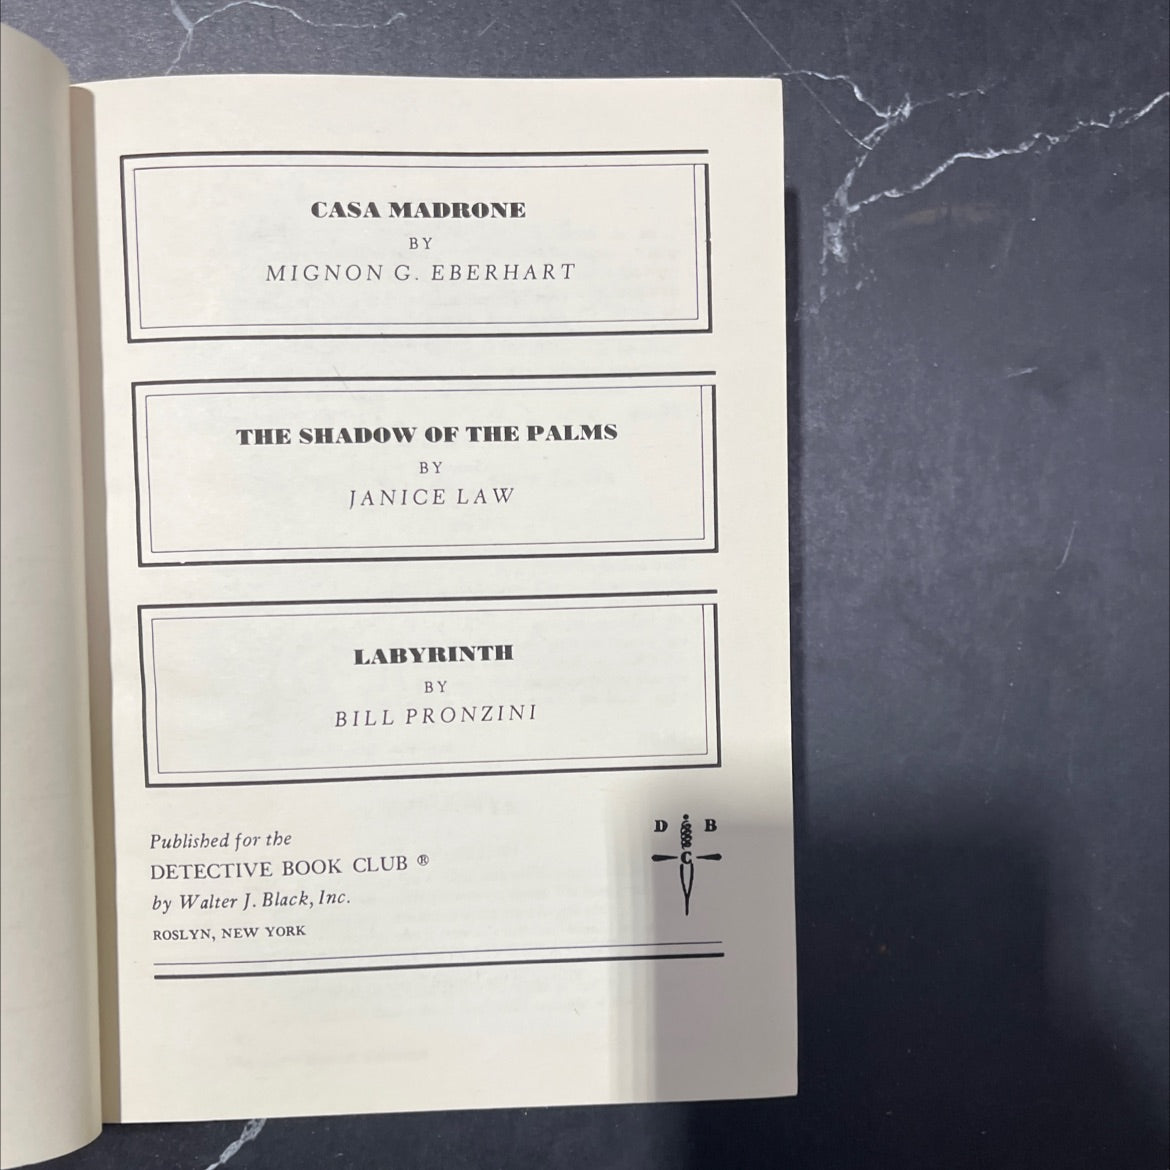 CASA MADRONE
BY
MIGNON G. EBERHART
THE SHADOW OF THE PALMS
BY
JANICE LAW
LABYRINTH
BY
BILL PRONZINI
Published for the
DETECTIVE BOOK CLUB ®
by Walter J. Black, Inc.
ROSLYN, NEW YORK
D B
C